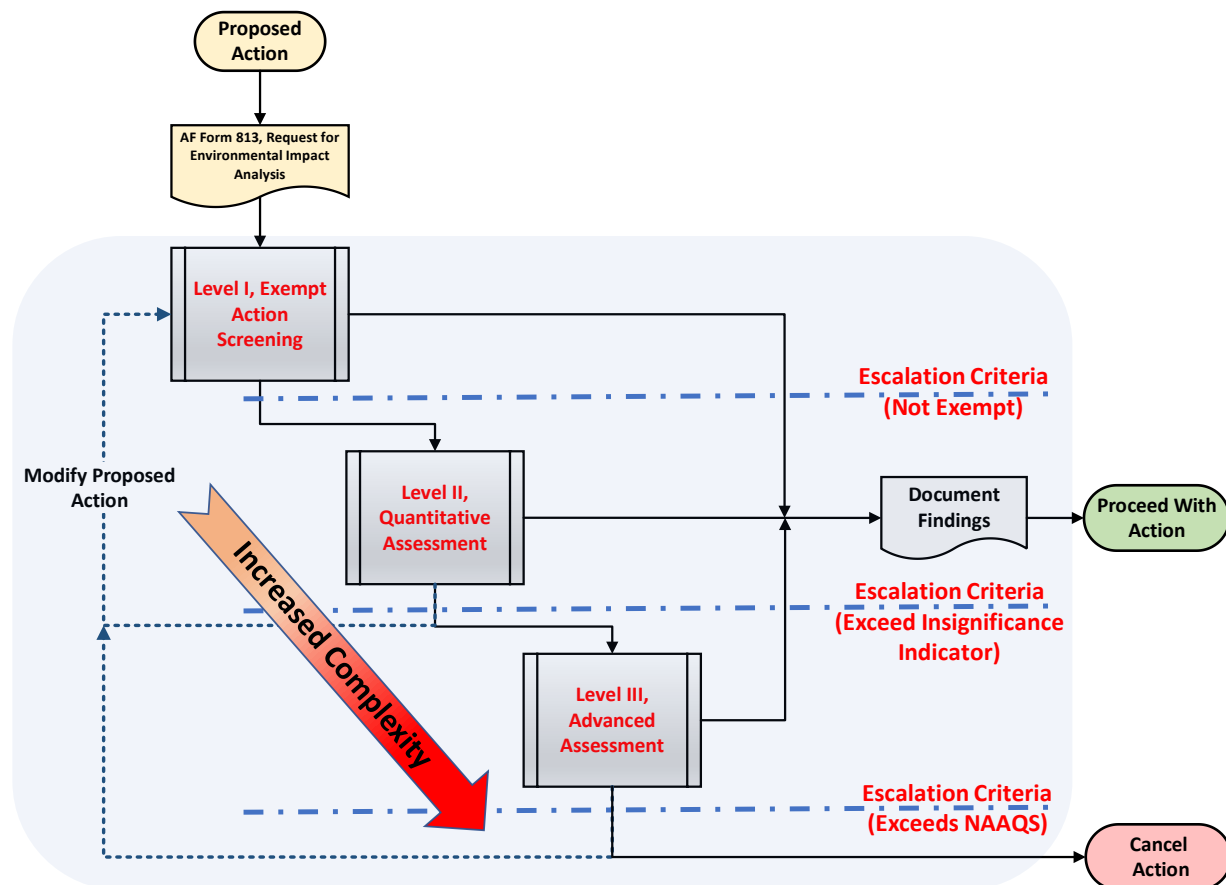 Proposed
Action
AF Form 813, Request for
Environmental Impact
Analysis
Level I, Exempt
Action
Screening
Escalation Criteria
(Not Exempt)
Modify Proposed
Action
Level II,
Quantitative
Assessment
Document
Findings
Proceed With
Action
Increased Complexity
Escalation Criteria
(Exceed Insignificance
Indicator)
Level III,
Advanced
Assessment
Escalation Criteria
(Exceeds NAAQS)
Cancel
Action